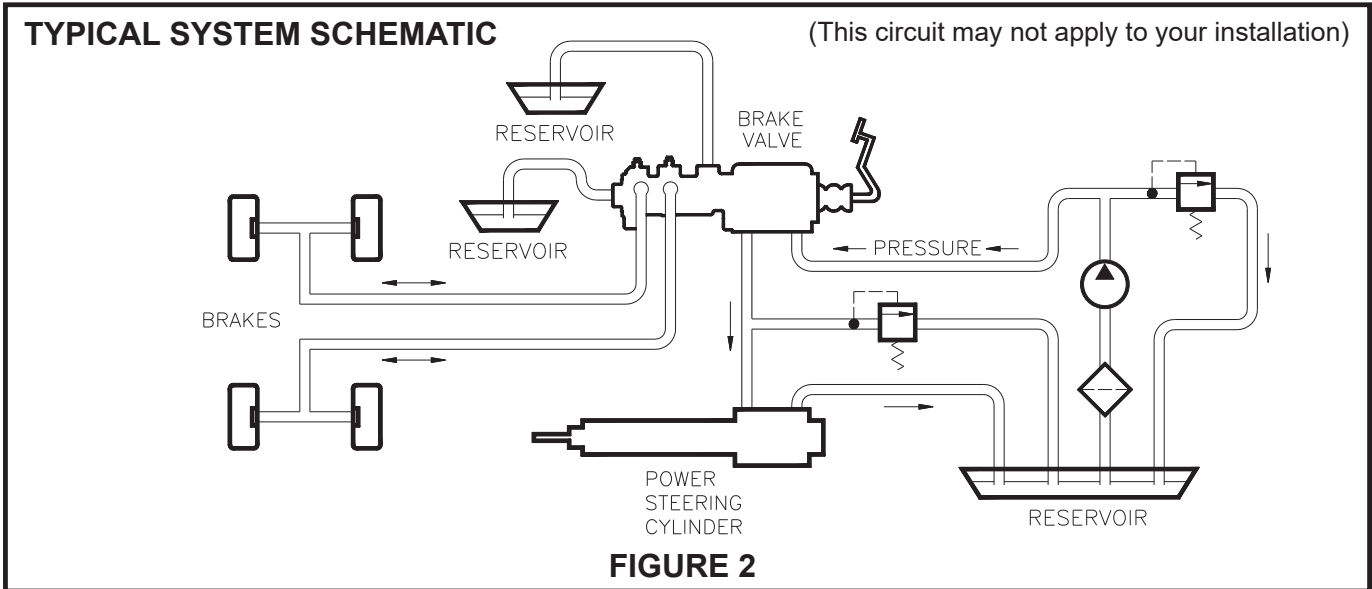 TYPICAL SYSTEM SCHEMATIC
(This circuit may not apply to your installation)
RESERVOIR
BRAKE
VALVE
RESERVOIR
PRESSURE
BRAKES
POWER
STEERING
CYLINDER
RESERVOIR
FIGURE 2